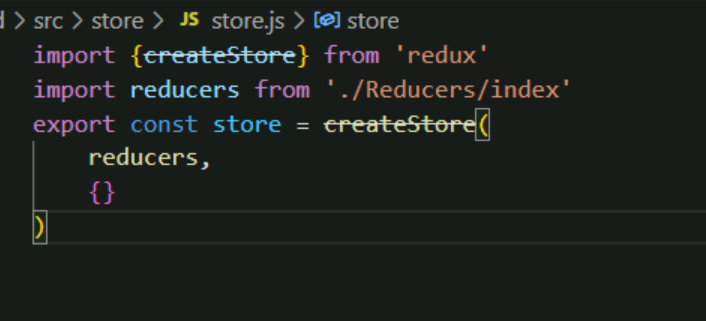 d > src > store > JS store.js > store
import {createStore} from 'redux'
import reducers from './Reducers/index'
export const store = createStore(
    reducers,
    {}
)